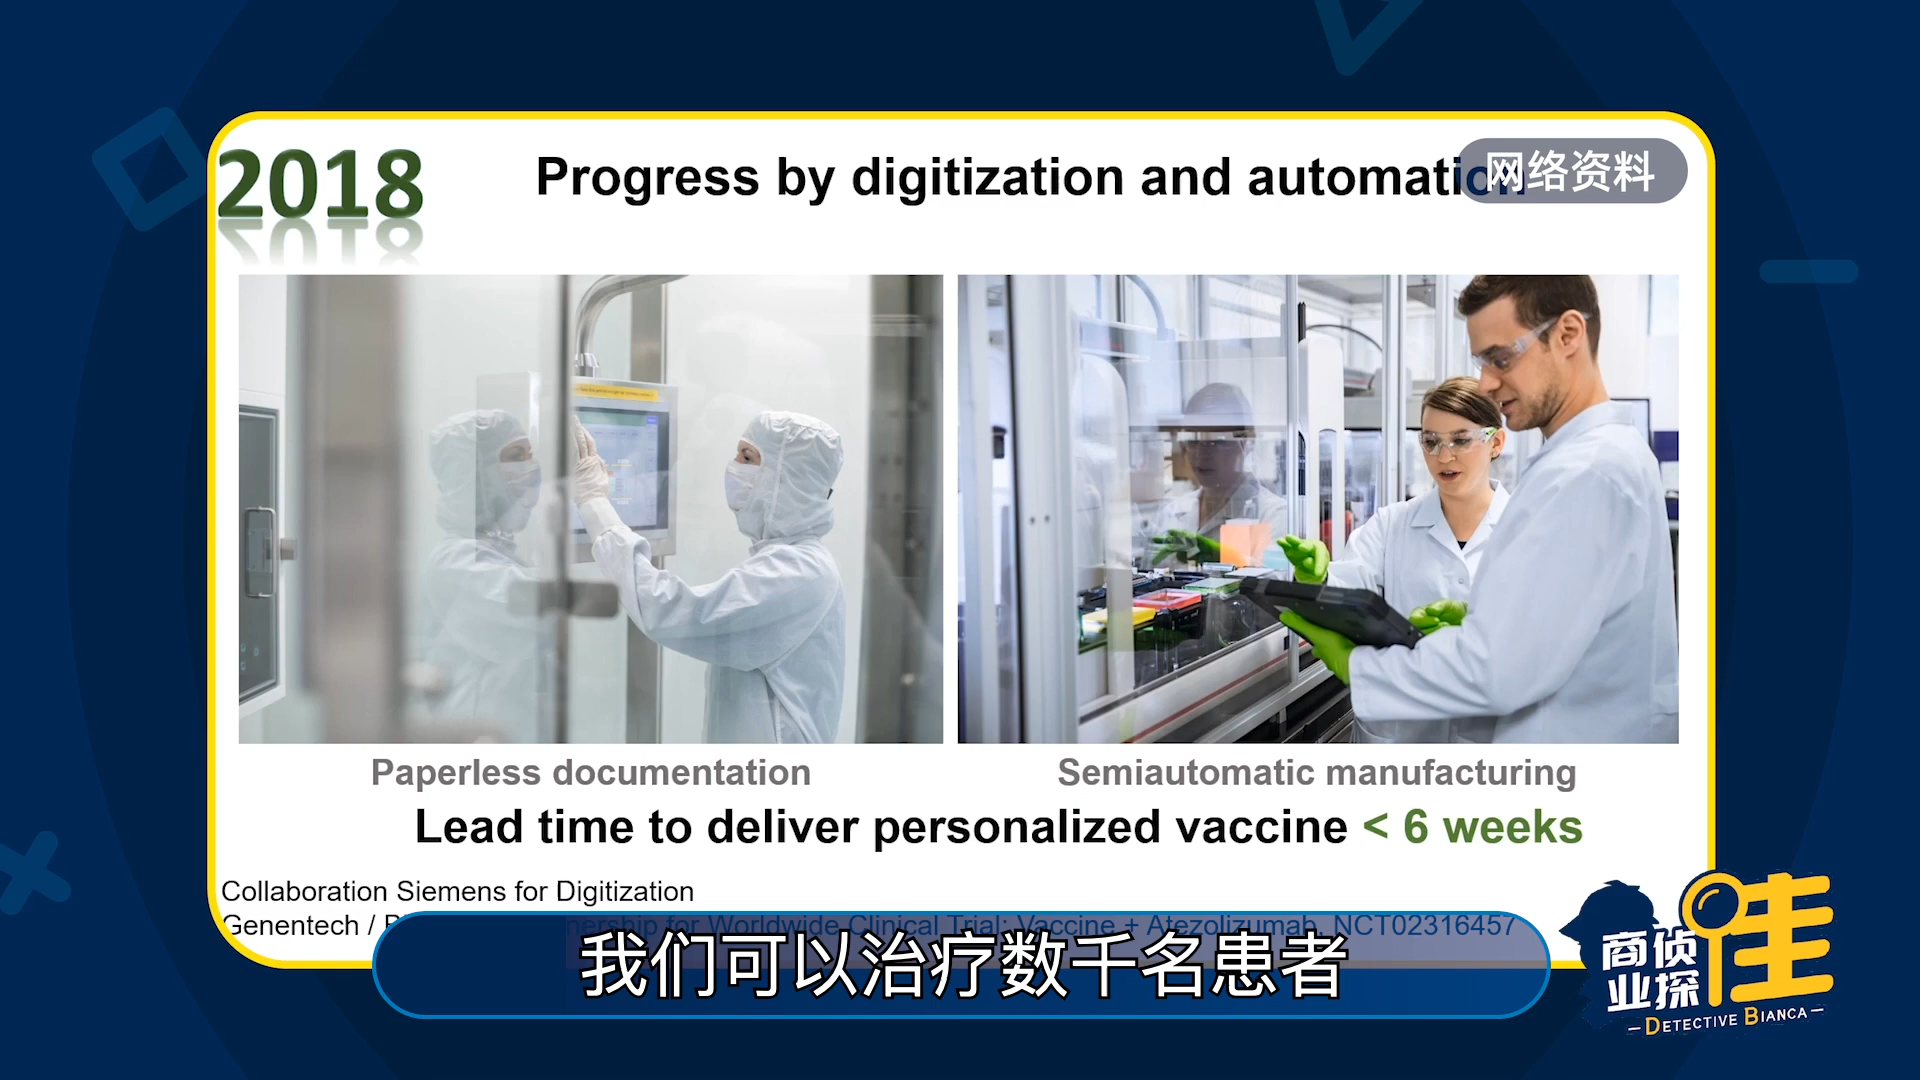 2018
Progress by digitization and automation
网络资料
Paperless documentation
Semiautomatic manufacturing
Lead time to deliver personalized vaccine < 6 weeks
Collaboration Siemens for Digitization
Genentech / for Worldwide Clinical Trial: Vaccine + Atezolizumab, NCT02316457
我们可以治疗数千名患者
商业侦探佳
DETECTIVE BIANCA